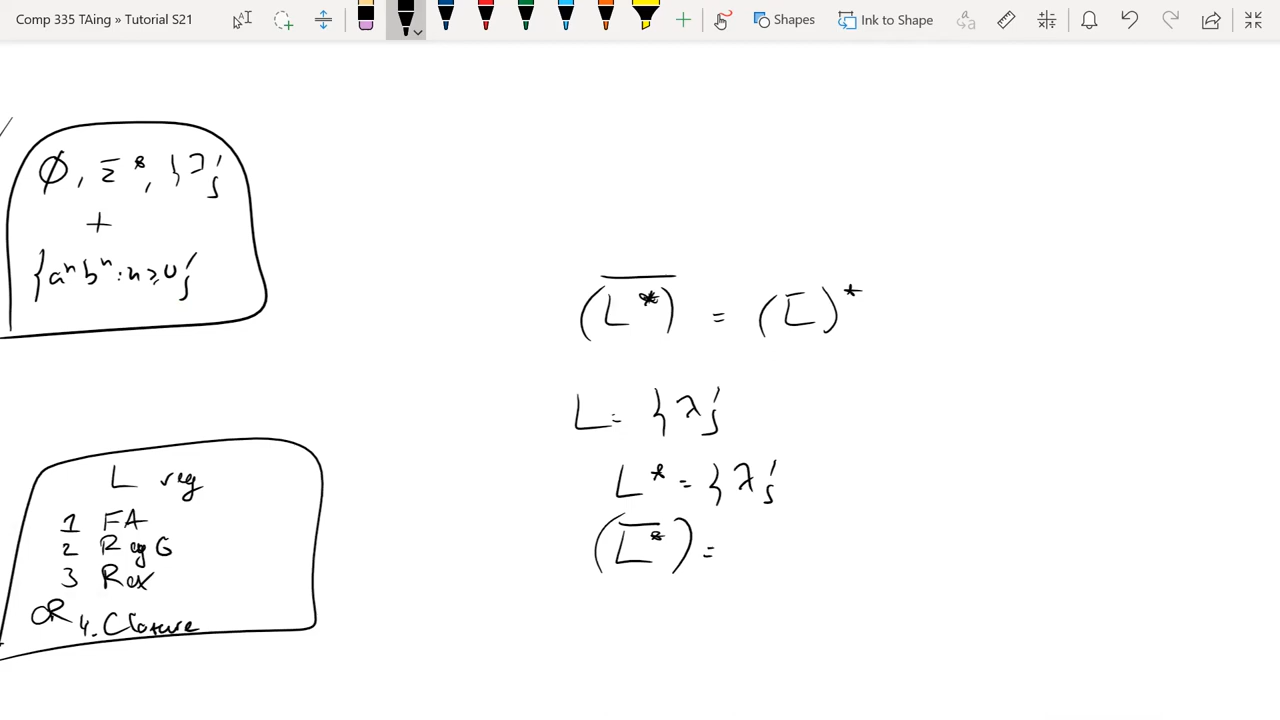 Comp 335 TAing » Tutorial S21
Shapes
Ink to Shape
∅, Σ*, {λ}
+
{aⁿbⁿ : n ≥ 0}
L reg
1 FA
2 Reg G
3 Rex
OR 4. Closure
(L̅*̅) = (L̅)*
L = {λ}
L* = {λ}
(L̅*̅) =